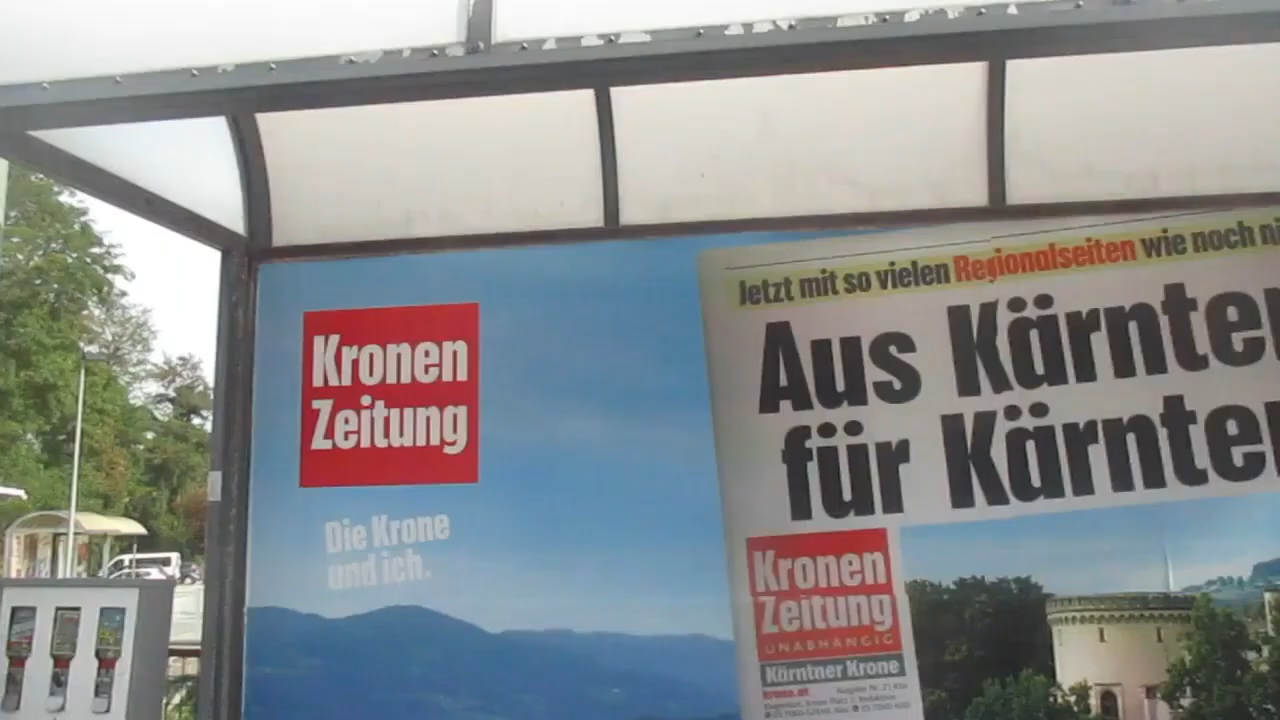 Kronen
Zeitung
Die Krone
und ich.
Jetzt mit so vielen Regionalseiten wie noch
Aus Kärnten
für Kärnten
Kronen
Zeitung
UNABHÄNGIG
Kärntner Krone
krone.at